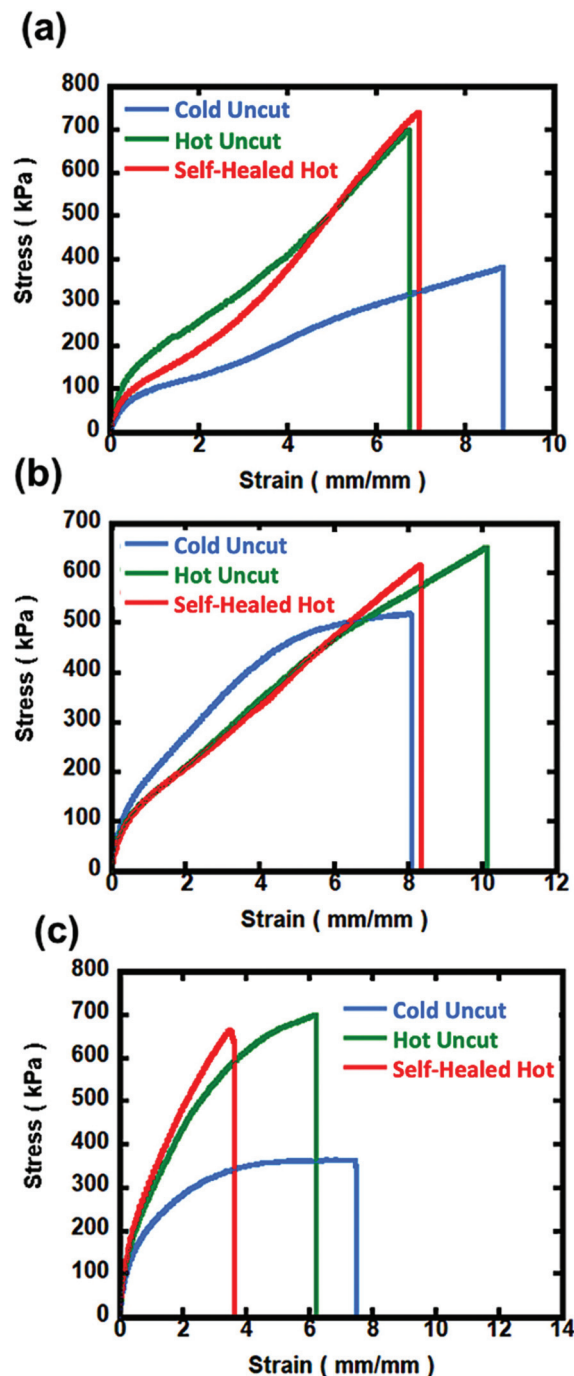 (a)
800
700
600
500
400
300
200
100
0
Stress ( kPa)
Cold Uncut
Hot Uncut
Self-Healed Hot
0 2 4 6 8 10
Strain ( mm/mm)
(b)
700
600
500
400
300
200
100
0
Stress ( kPa)
Cold Uncut
Hot Uncut
Self-Healed Hot
0 2 4 6 8 10 12
Strain ( mm/mm)
(c)
800
700
600
500
400
300
200
100
0
Stress ( kPa)
Cold Uncut
Hot Uncut
Self-Healed Hot
0 2 4 6 8 10 12 14
Strain ( mm/mm)